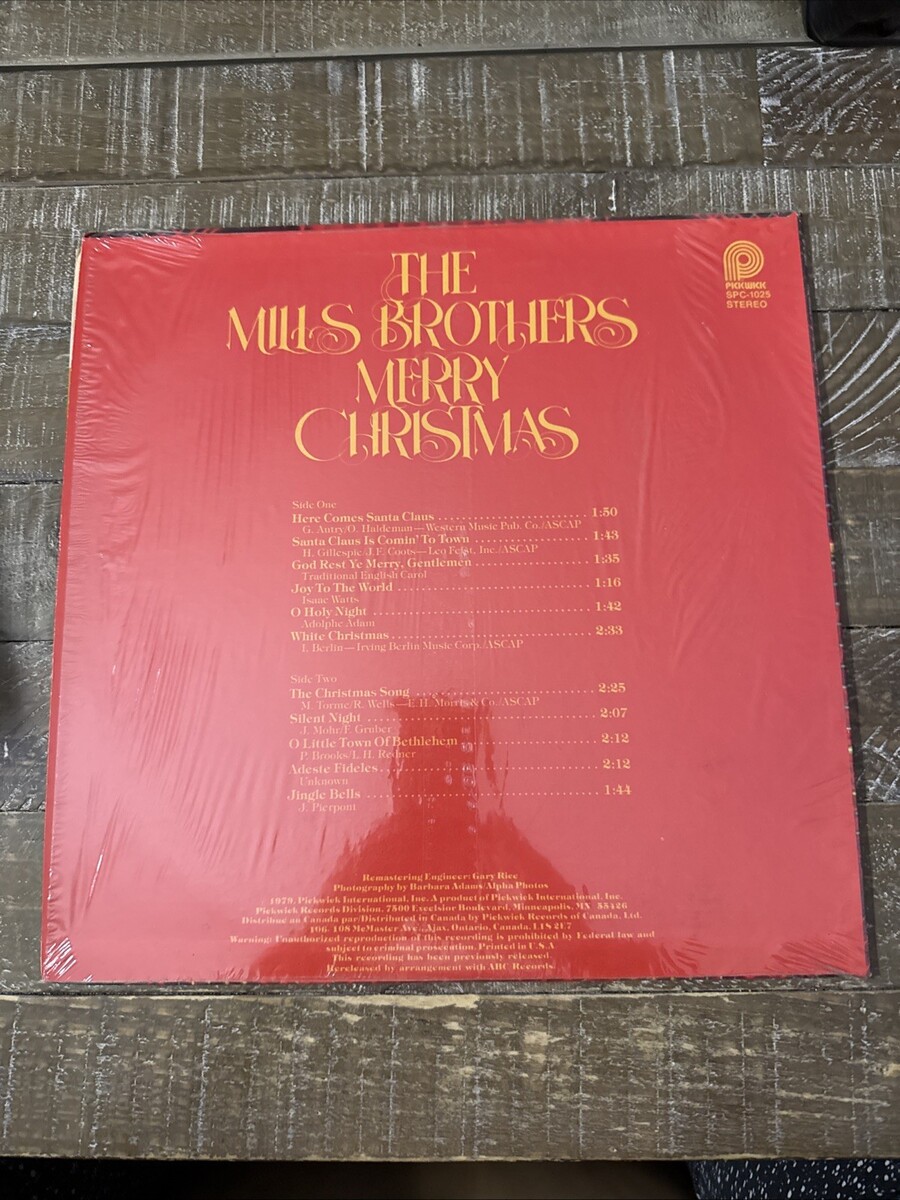 THE
MILLS BROTHERS
MERRY
CHRISTMAS
PICKWICK
SPC-1025
STEREO
Side One
Here Comes Santa Claus 1:50
G. Autry/O. Haldeman—Western Music Pub. Co./ASCAP
Santa Claus Is Comin' To Town 1:43
H. Gillespie/J.F. Coots—Leo Feist, Inc./ASCAP
God Rest Ye Merry, Gentlemen 1:35
Traditional English Carol
Joy To The World 1:16
Isaac Watts
O Holy Night 1:42
Adolphe Adam
White Christmas 2:33
I. Berlin—Irving Berlin Music Corp./ASCAP
Side Two
The Christmas Song 2:25
M. Torme/R. Wells—E. H. Morris & Co./ASCAP
Silent Night 2:07
J. Mohr/F. Gruber
O Little Town Of Bethlehem 2:12
P. Brooks/L.H. Redner
Adeste Fideles 2:12
Unknown
Jingle Bells 1:44
J. Pierpont
Remastering Engineer: Gary Rice
Photography by Barbara Adams/Alpha Photos
1979, Pickwick International, Inc. A product of Pickwick International, Inc.
Pickwick Records Division, 7500 Excelsior Boulevard, Minneapolis, MN 55426
Distribue au Canada par/Distributed in Canada by Pickwick Records of Canada, Ltd.
106-108 McMaster Ave., Ajax, Ontario, Canada, L1S 2E7
Warning: Unauthorized reproduction of this recording is prohibited by Federal law and
subject to criminal prosecution. Printed in U.S.A
This recording has been previously released.
Rereleased by arrangement with ABC Records.